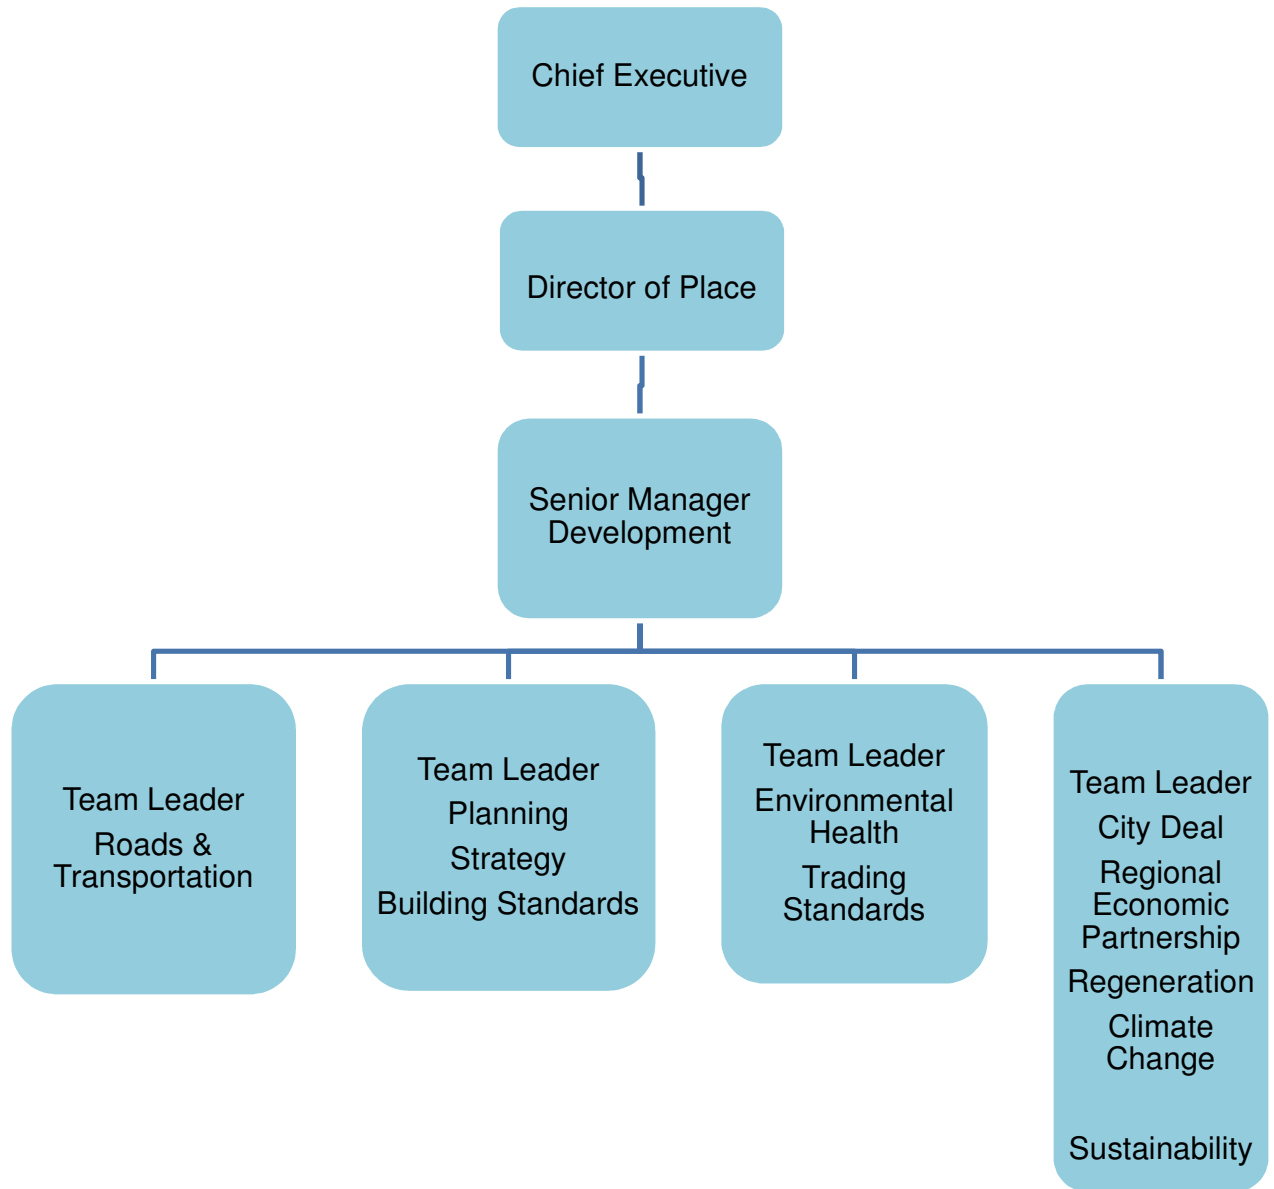 Chief Executive
Director of Place
Senior Manager
Development
Team Leader
Roads &
Transportation
Team Leader
Planning
Strategy
Building Standards
Team Leader
Environmental
Health
Trading
Standards
Team Leader
City Deal
Regional
Economic
Partnership
Regeneration
Climate
Change
Sustainability